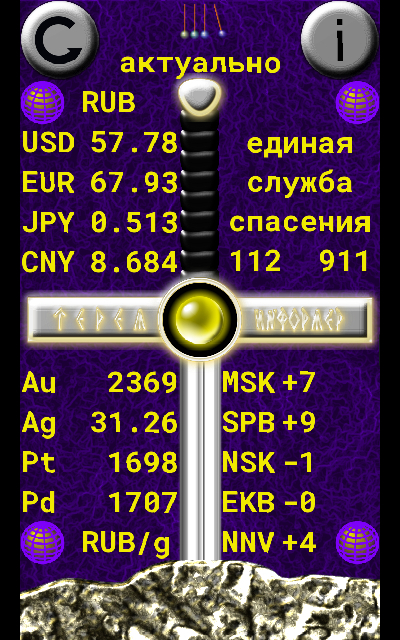 актуально
RUB
USD 57.78
EUR 67.93
JPY 0.513
CNY 8.684
единая
служба
спасения
112 911
ТЕРЕМ ИНФОРМЕР
Au 2369
Ag 31.26
Pt 1698
Pd 1707
RUB/g
MSK +7
SPB +9
NSK -1
EKB -0
NNV +4